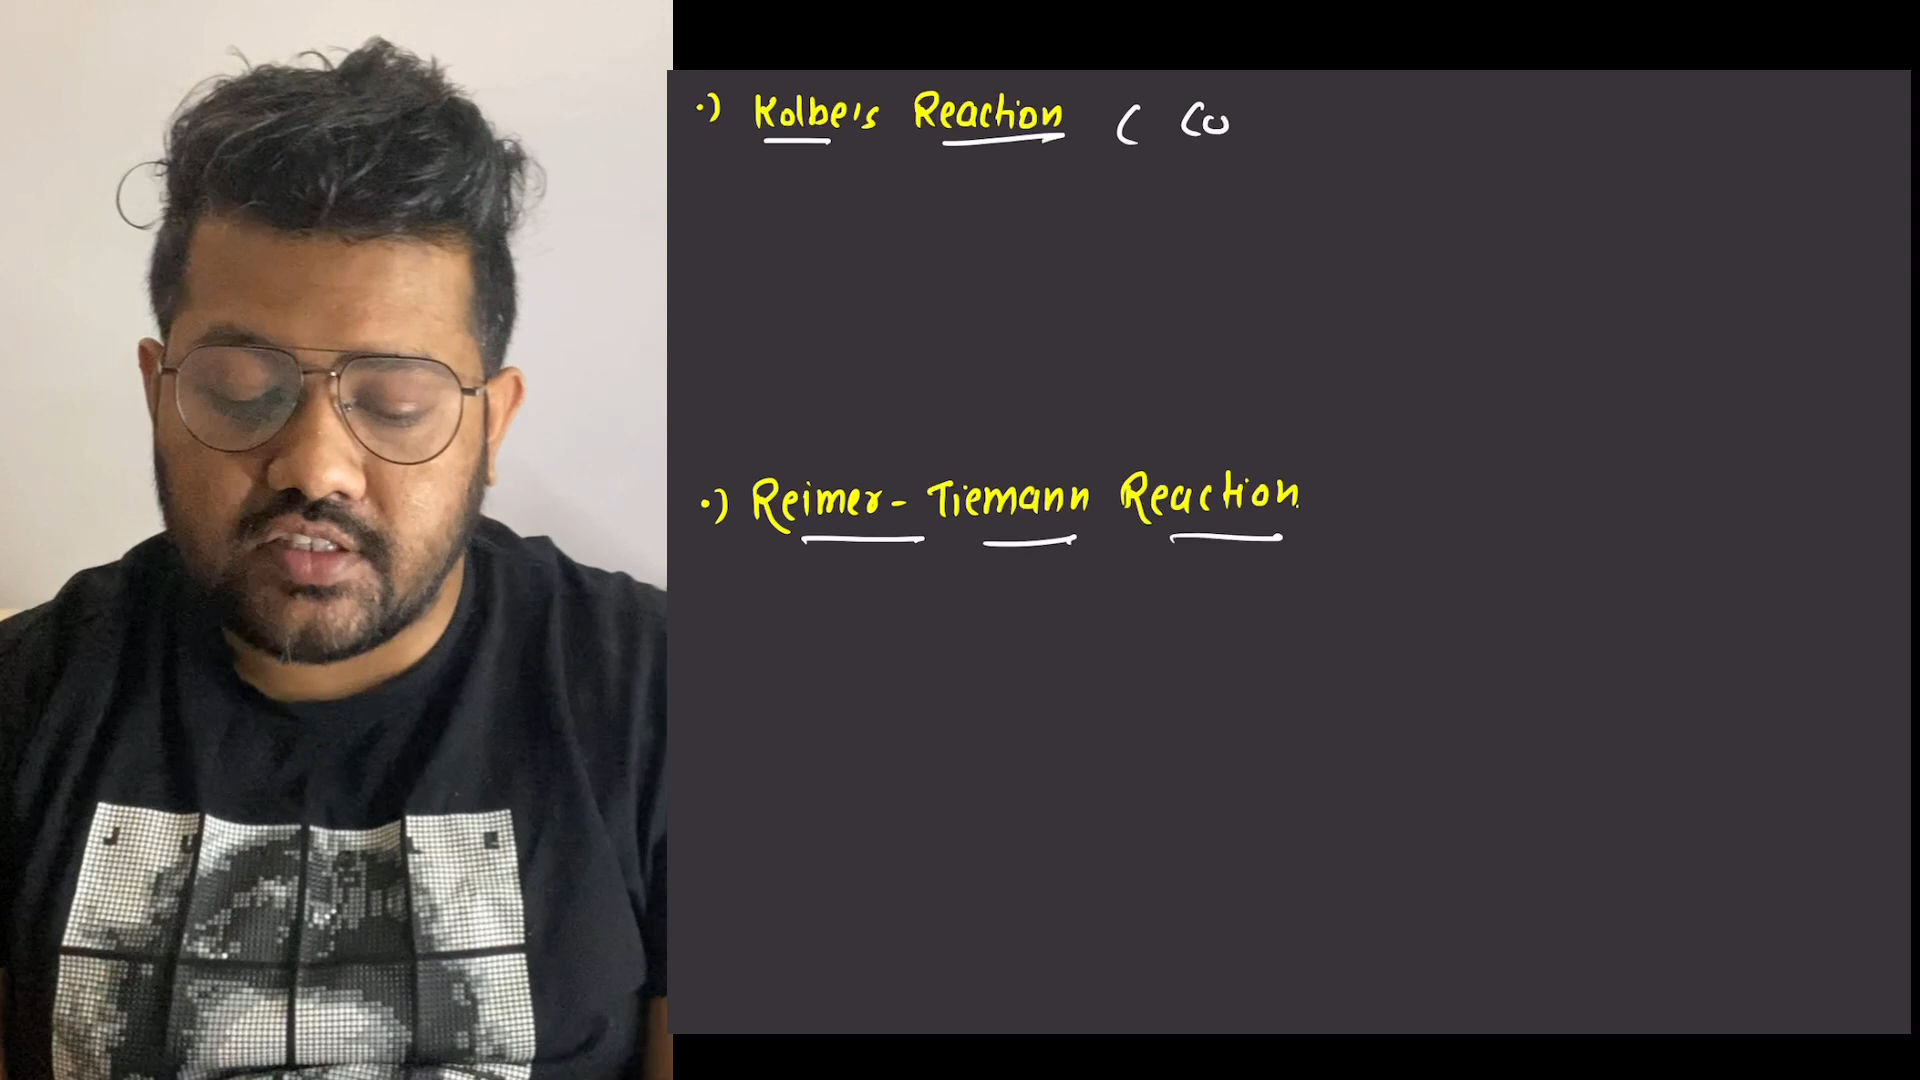 •) Kolbe's Reaction ( CO
•) Reimer - Tiemann Reaction